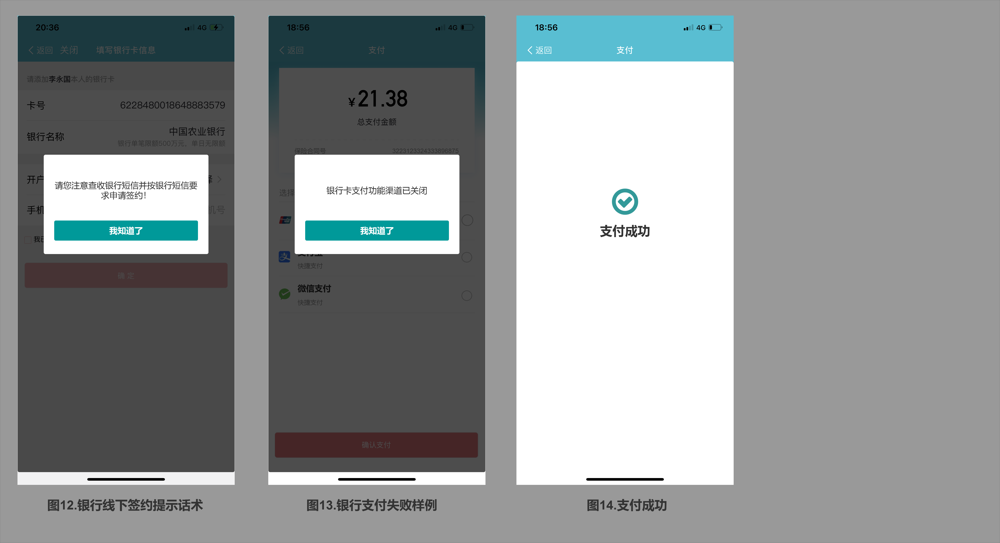 20:36
4G
返回 关闭 填写银行卡信息
请添加李永国本人的银行卡
卡号 6228480018648883579
银行名称 中国农业银行
银行单笔限额500万元，单日无限额
开户
择
请您注意查收银行短信并按银行短信要
求申请签约！
手机
机号
我知道了
我已
确 定
图12.银行线下签约提示话术
18:56
4G
返回 支付
¥21.38
总支付金额
保险合同号 3223123324333896875
选择
银行卡支付功能渠道已关闭
我知道了
UnionPay
银联
支付宝
快捷支付
微信支付
快捷支付
确认支付
图13.银行支付失败样例
18:56
4G
返回 支付
支付成功
图14.支付成功